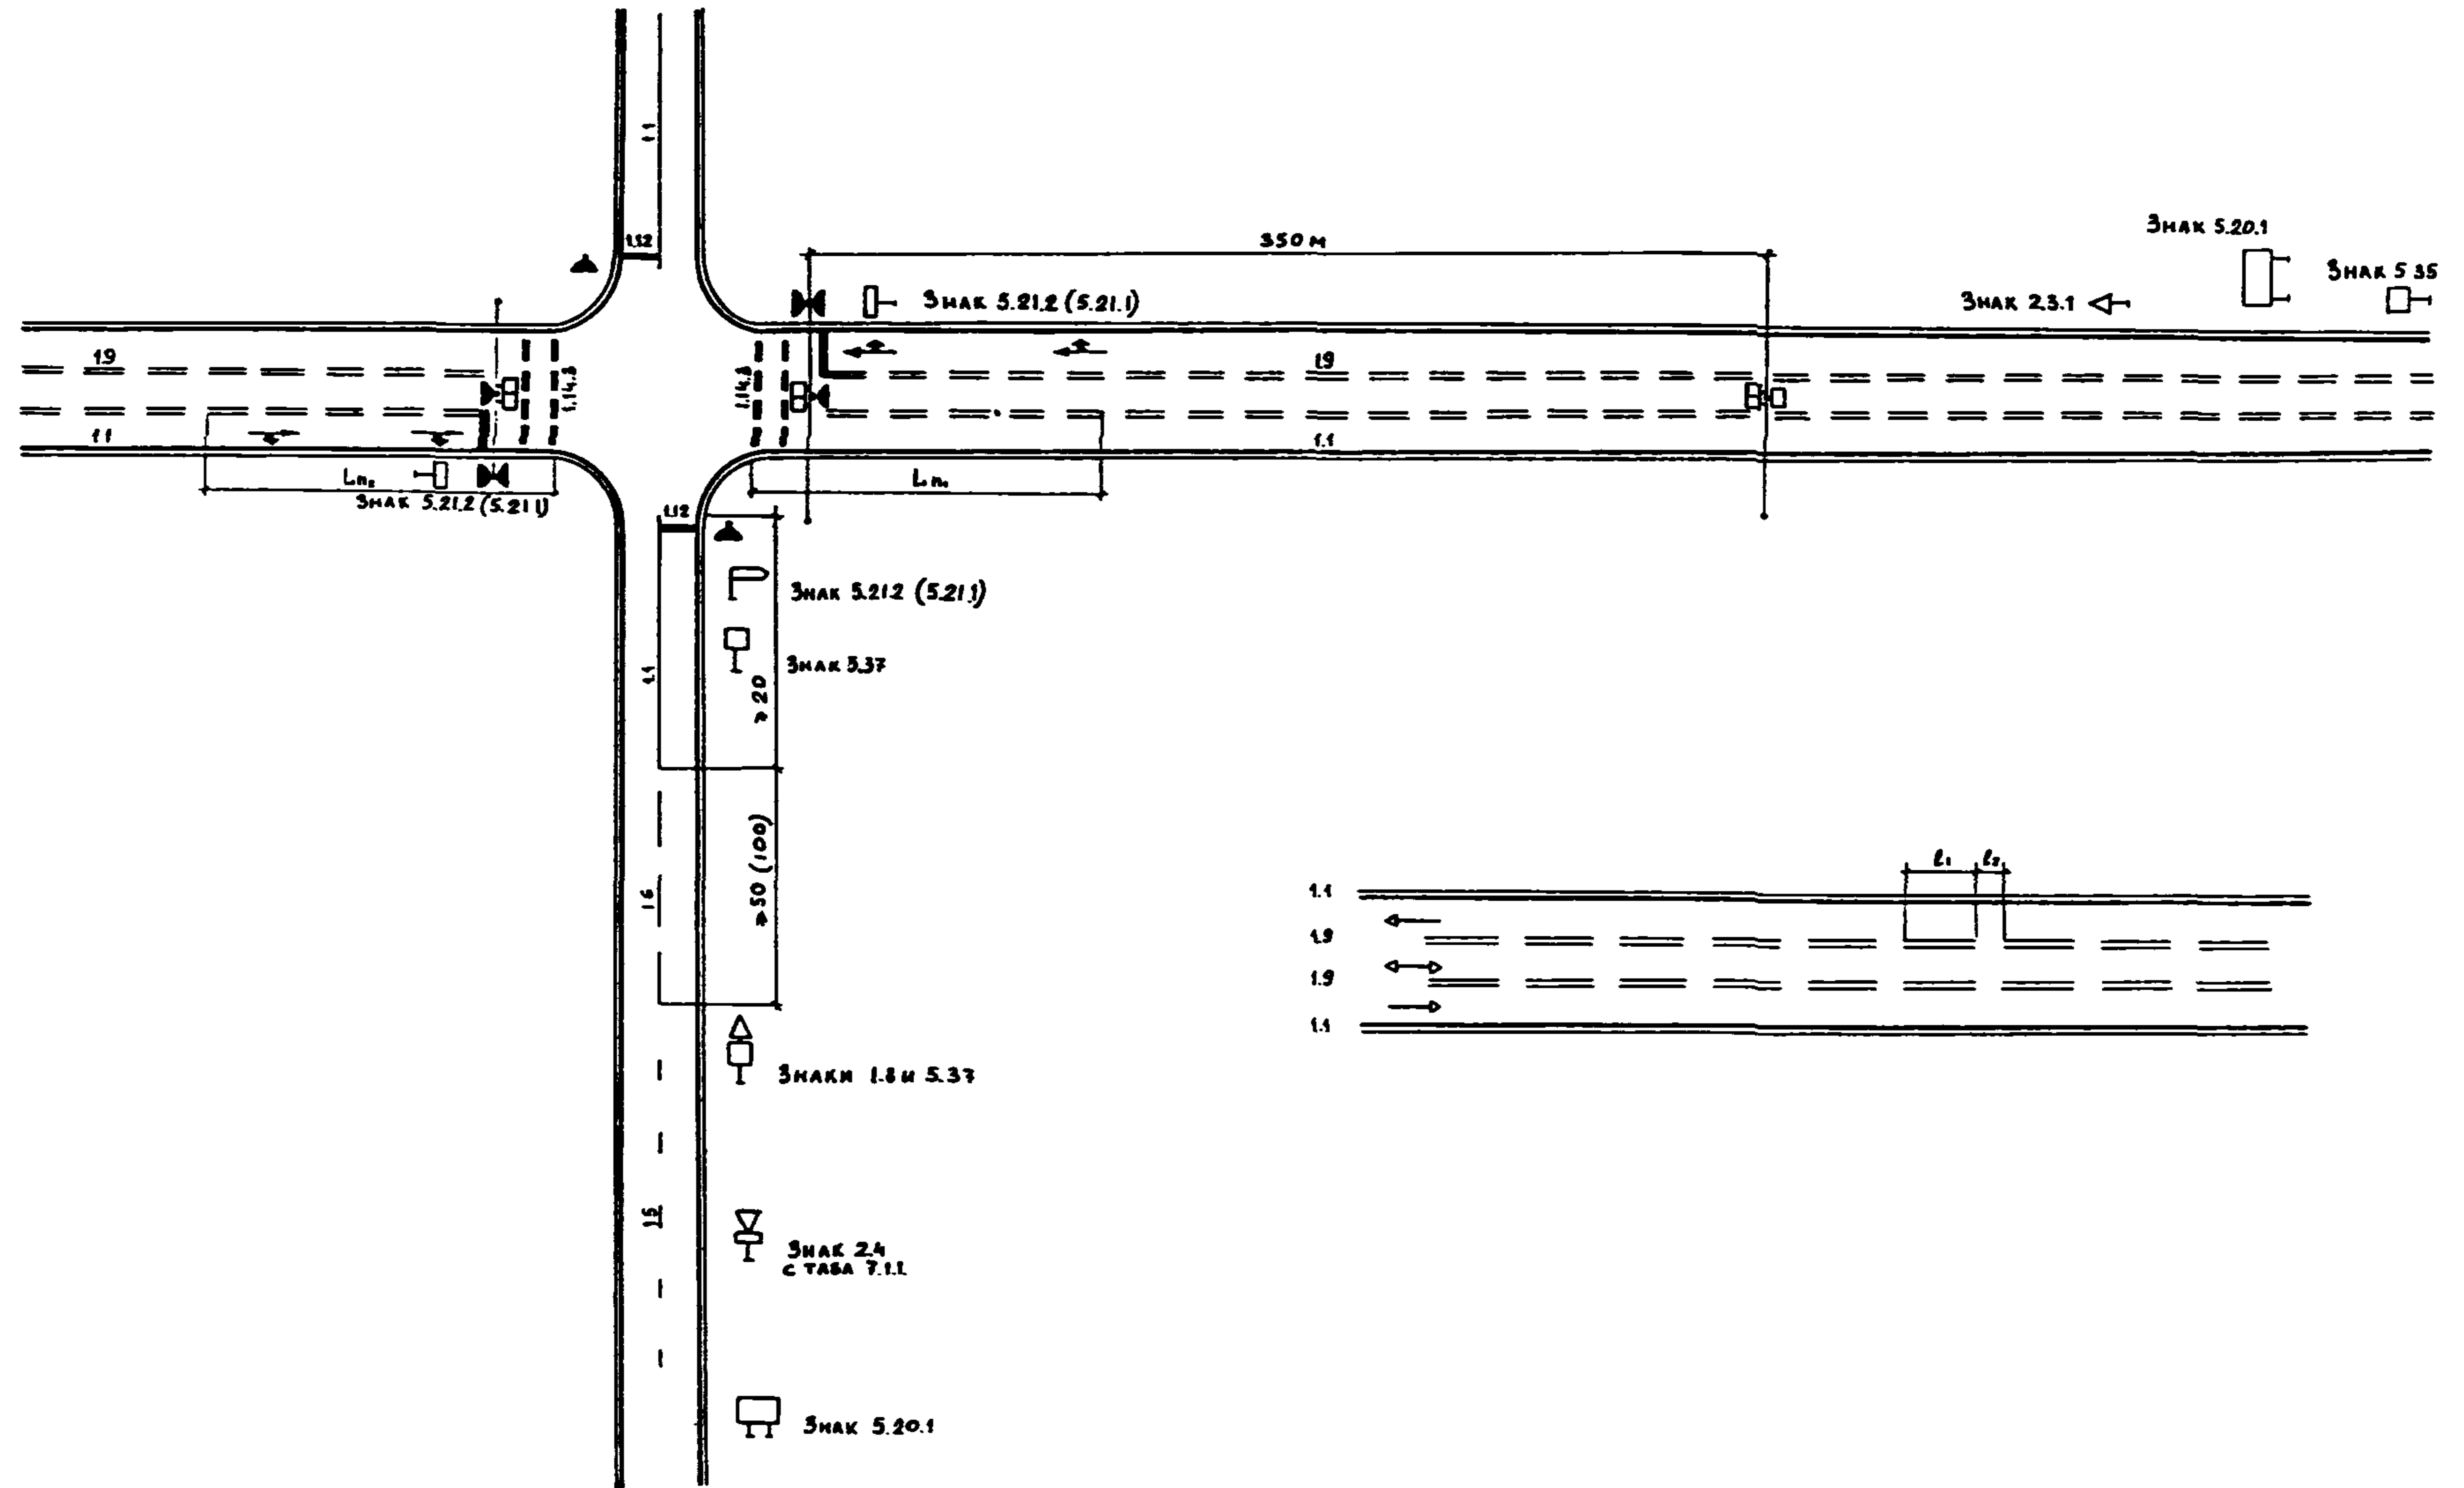 1.1
1.12
350 м
Знак 5.20.1
Знак 5.35
Знак 2.3.1
Знак 5.21.2 (5.21.1)
1.9
1.9
1.14.3
1.14.3
1.1
1.1
Lп₂
Lп₁
Знак 5.21.2 (5.21.1)
1.12
Знак 5.21.2 (5.21.1)
Знак 5.37
1.1
≥ 20
≥ 50 (100)
1.6
l₁ l₂
1.1
1.9
1.9
1.1
Знаки 1.8 и 5.37
1.5
Знак 2.4
с табл 7.1.1.
Знак 5.20.1